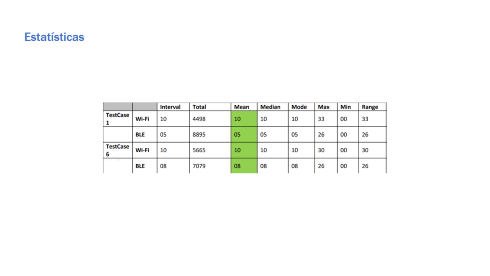 Estatísticas
Interval Total Mean Median Mode Max Min Range
TestCase 1 Wi-Fi 10 4498 10 10 10 33 00 33
BLE 05 8895 05 05 05 26 00 26
TestCase 6 Wi-Fi 10 5665 10 10 10 30 00 30
BLE 08 7079 08 08 08 26 00 26